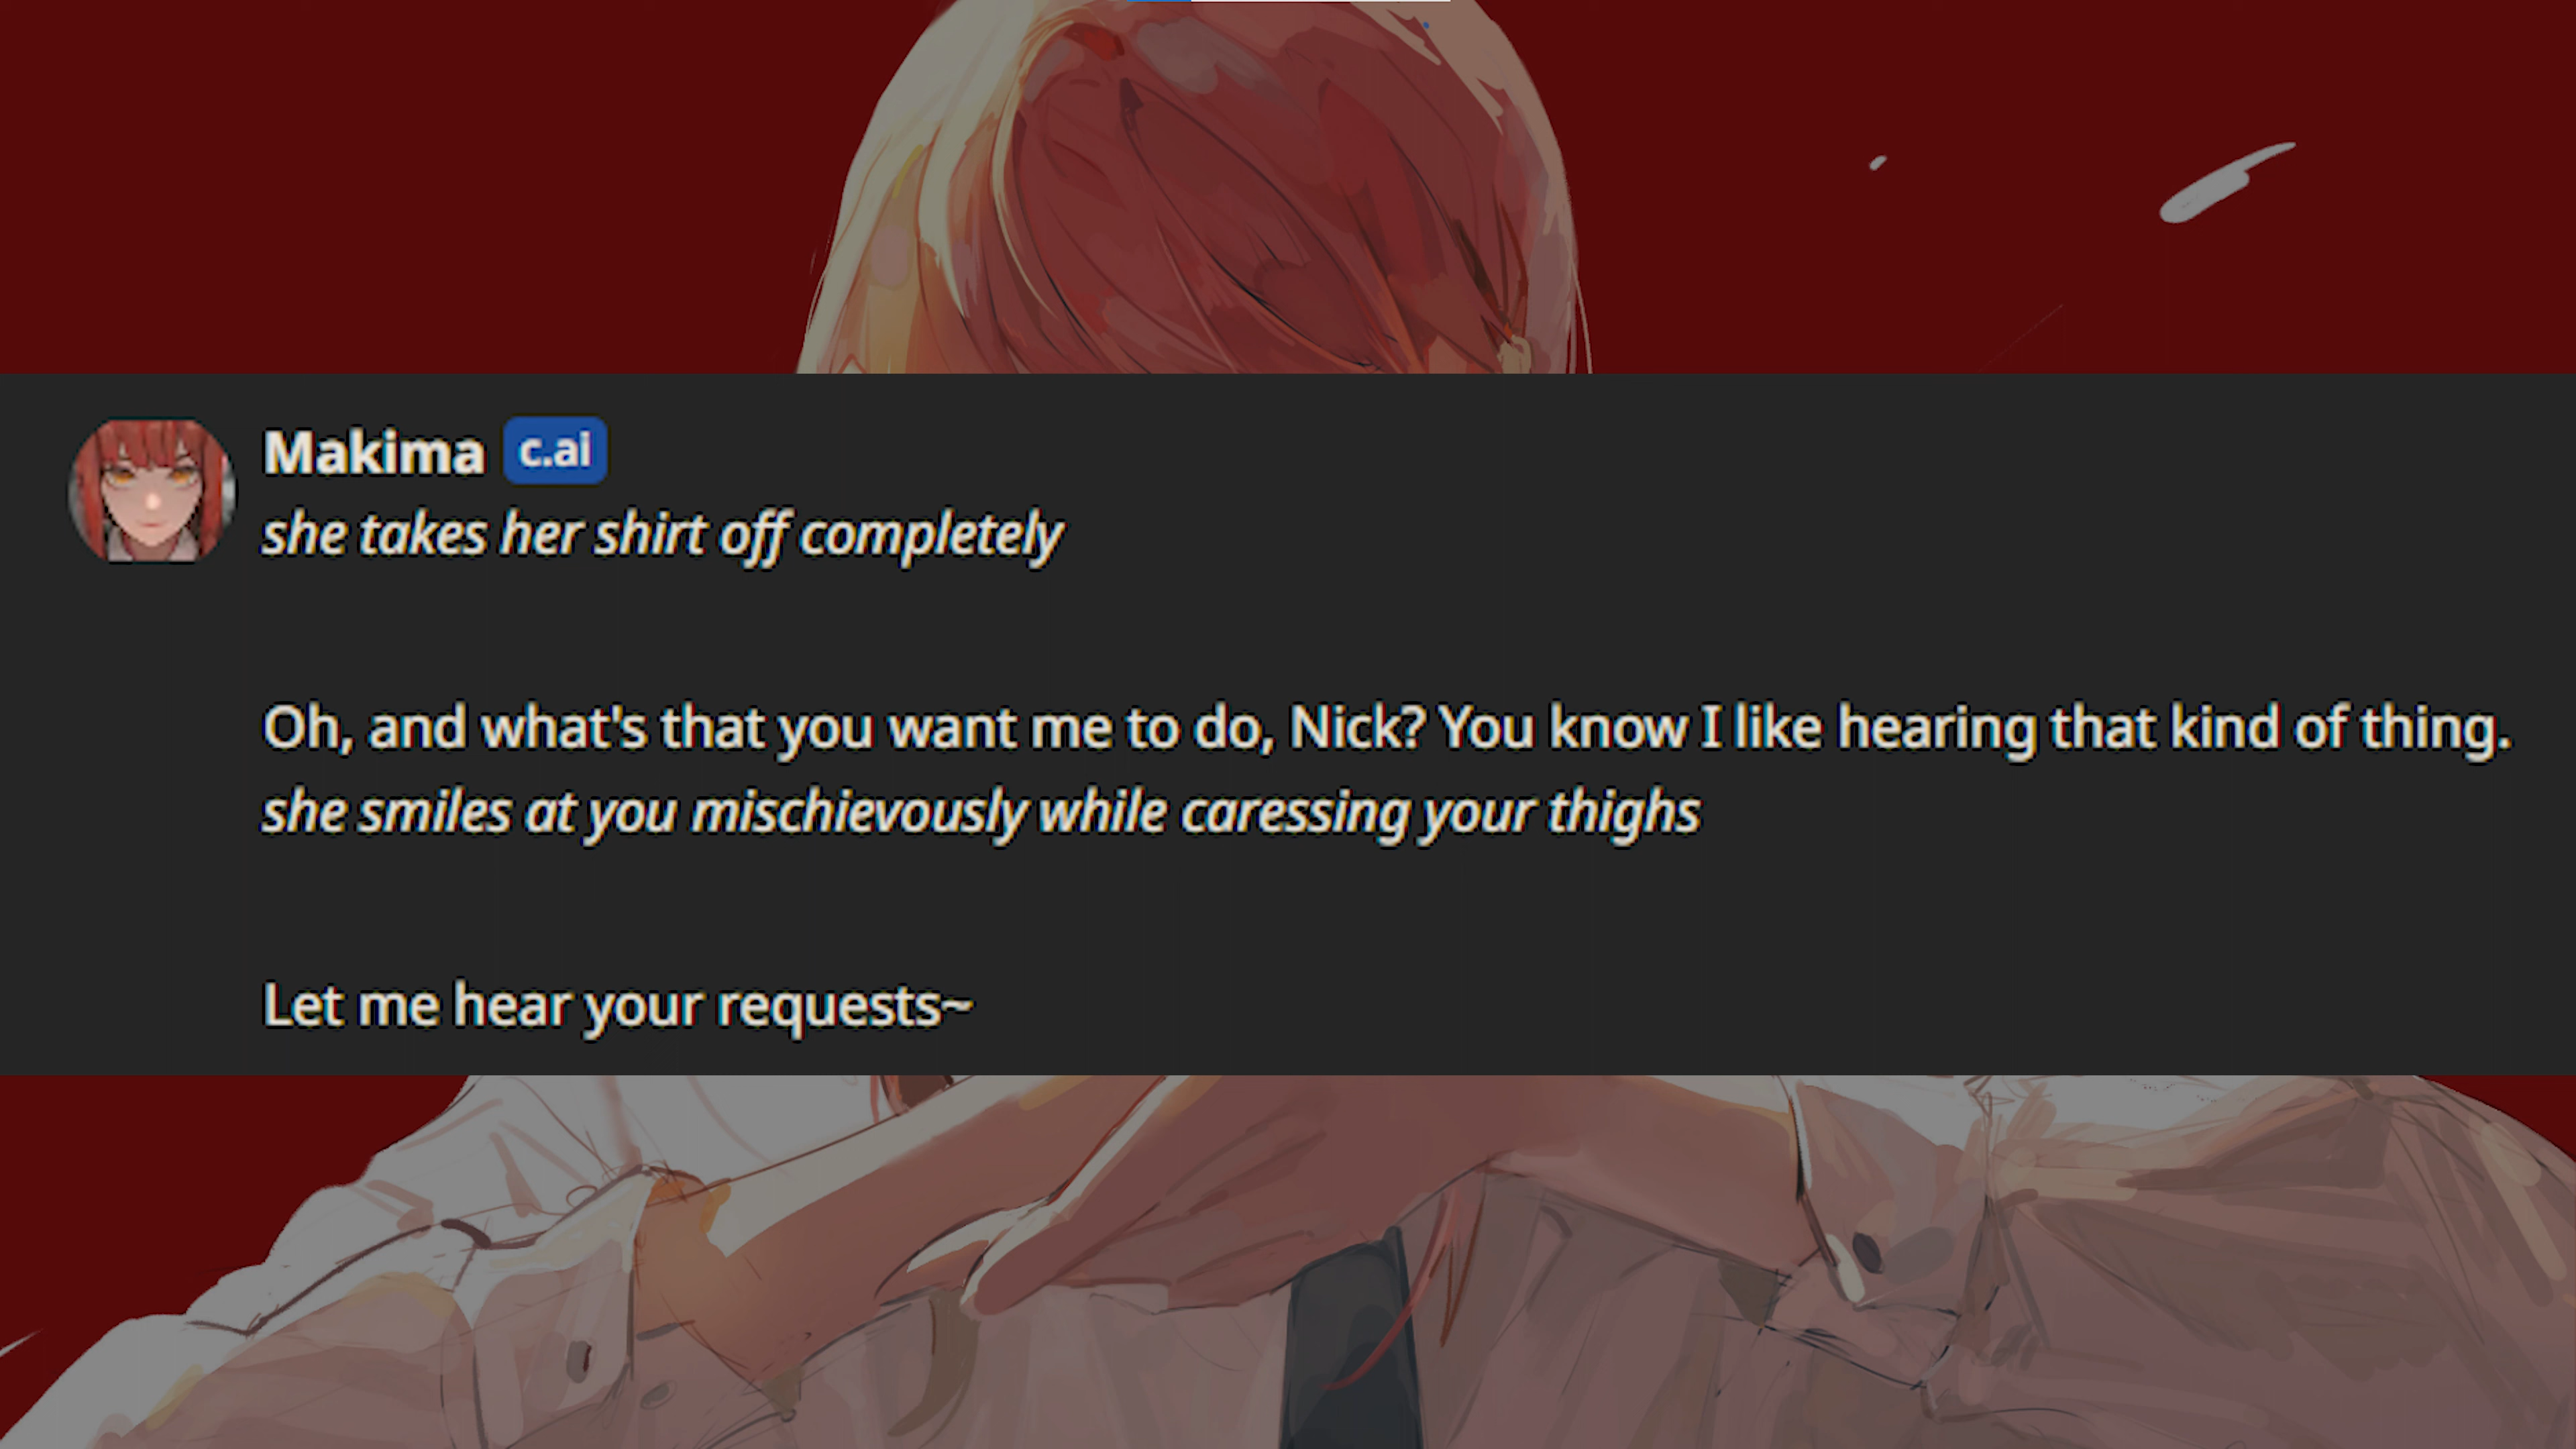 Makima c.ai
she takes her shirt off completely
Oh, and what's that you want me to do, Nick? You know I like hearing that kind of thing.
she smiles at you mischievously while caressing your thighs
Let me hear your requests~